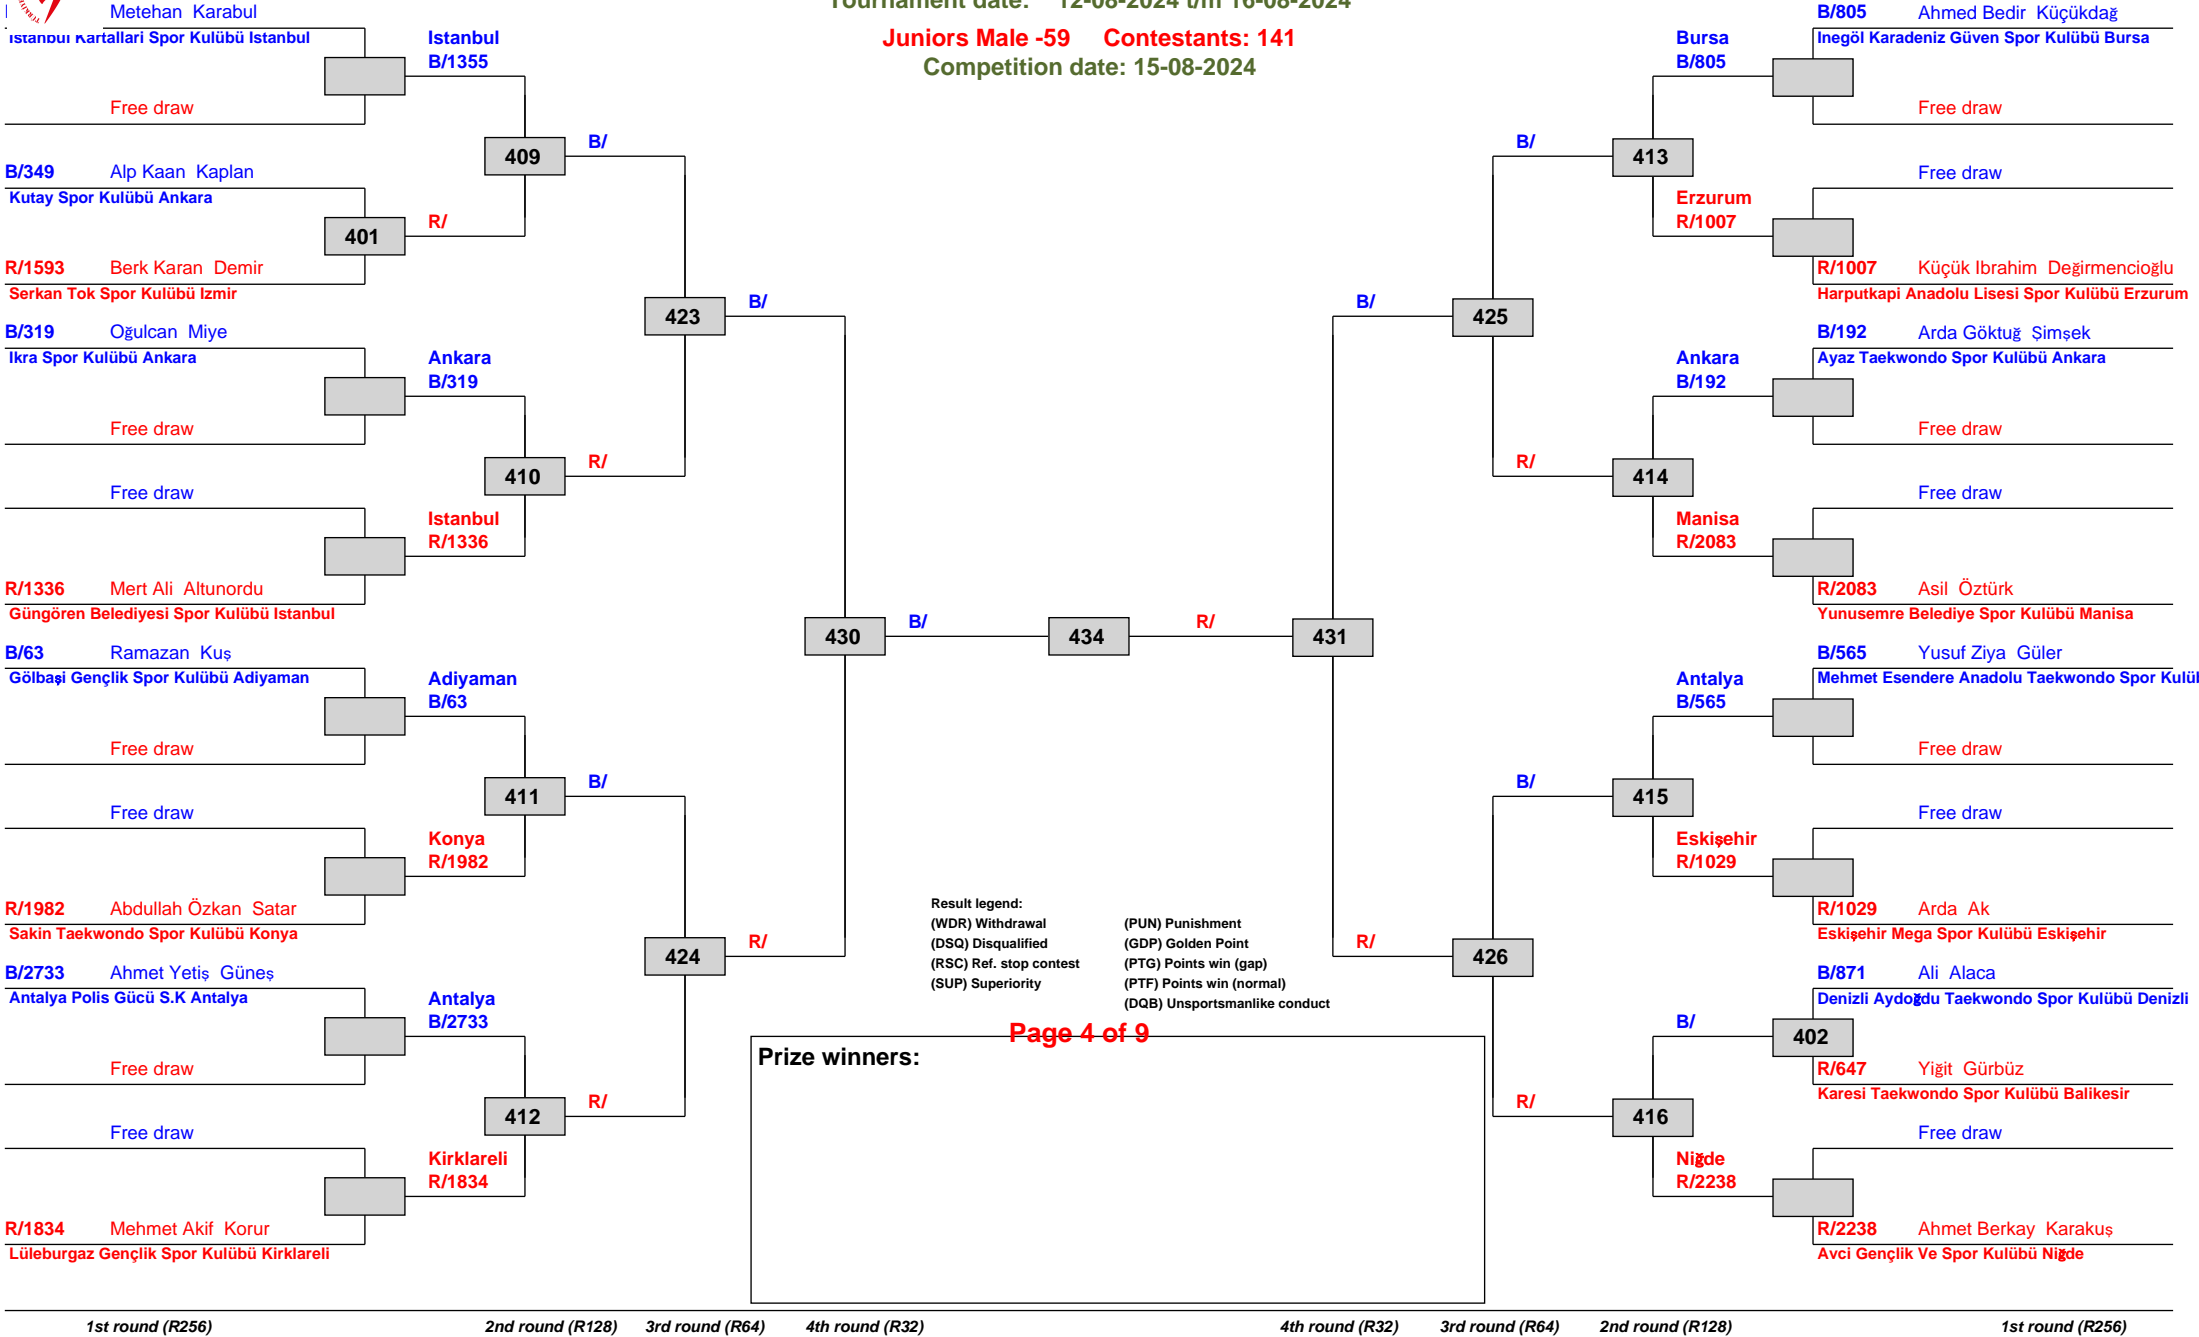 Tournament date: 12-08-2024 t/m 16-08-2024
Juniors Male -59 Contestants: 141
Competition date: 15-08-2024
Metehan Karabul
Istanbul Kartallari Spor Kulübü Istanbul
Free draw
B/349 Alp Kaan Kaplan
Kutay Spor Kulübü Ankara
401
R/1593 Berk Karan Demir
Serkan Tok Spor Kulübü Izmir
B/319 Oğulcan Miye
Ikra Spor Kulübü Ankara
Free draw
Free draw
R/1336 Mert Ali Altunordu
Güngören Belediyesi Spor Kulübü Istanbul
B/63 Ramazan Kuş
Gölbaşi Gençlik Spor Kulübü Adiyaman
Free draw
Free draw
R/1982 Abdullah Özkan Satar
Sakin Taekwondo Spor Kulübü Konya
B/2733 Ahmet Yetiş Güneş
Antalya Polis Gücü S.K Antalya
Free draw
Free draw
R/1834 Mehmet Akif Korur
Lüleburgaz Gençlik Spor Kulübü Kirklareli
Istanbul
B/1355
409
R/
Ankara
B/319
410
Istanbul
R/1336
Adiyaman
B/63
411
Konya
R/1982
Antalya
B/2733
412
Kirklareli
R/1834
B/
423
R/
B/
424
R/
B/
430
R/
B/
434
R/
431
B/
R/
B/
425
R/
B/
426
R/
Bursa
B/805
413
Erzurum
R/1007
Ankara
B/192
414
Manisa
R/2083
Antalya
B/565
415
Eskişehir
R/1029
B/
416
Niğde
R/2238
B/805 Ahmed Bedir Küçükdağ
Inegöl Karadeniz Güven Spor Kulübü Bursa
Free draw
Free draw
R/1007 Küçük Ibrahim Değirmencioğlu
Harputkapi Anadolu Lisesi Spor Kulübü Erzurum
B/192 Arda Göktuğ Şimşek
Ayaz Taekwondo Spor Kulübü Ankara
Free draw
Free draw
R/2083 Asil Öztürk
Yunusemre Belediye Spor Kulübü Manisa
B/565 Yusuf Ziya Güler
Mehmet Esendere Anadolu Taekwondo Spor Kulül
Free draw
Free draw
R/1029 Arda Ak
Eskişehir Mega Spor Kulübü Eskişehir
B/871 Ali Alaca
Denizli Aydoğdu Taekwondo Spor Kulübü Denizli
402
R/647 Yiğit Gürbüz
Karesi Taekwondo Spor Kulübü Balikesir
Free draw
R/2238 Ahmet Berkay Karakuş
Avci Gençlik Ve Spor Kulübü Niğde
Result legend:
(WDR) Withdrawal (PUN) Punishment
(DSQ) Disqualified (GDP) Golden Point
(RSC) Ref. stop contest (PTG) Points win (gap)
(SUP) Superiority (PTF) Points win (normal)
(DQB) Unsportsmanlike conduct
Page 4 of 9
Prize winners:
1st round (R256) 2nd round (R128) 3rd round (R64) 4th round (R32) 4th round (R32) 3rd round (R64) 2nd round (R128) 1st round (R256)